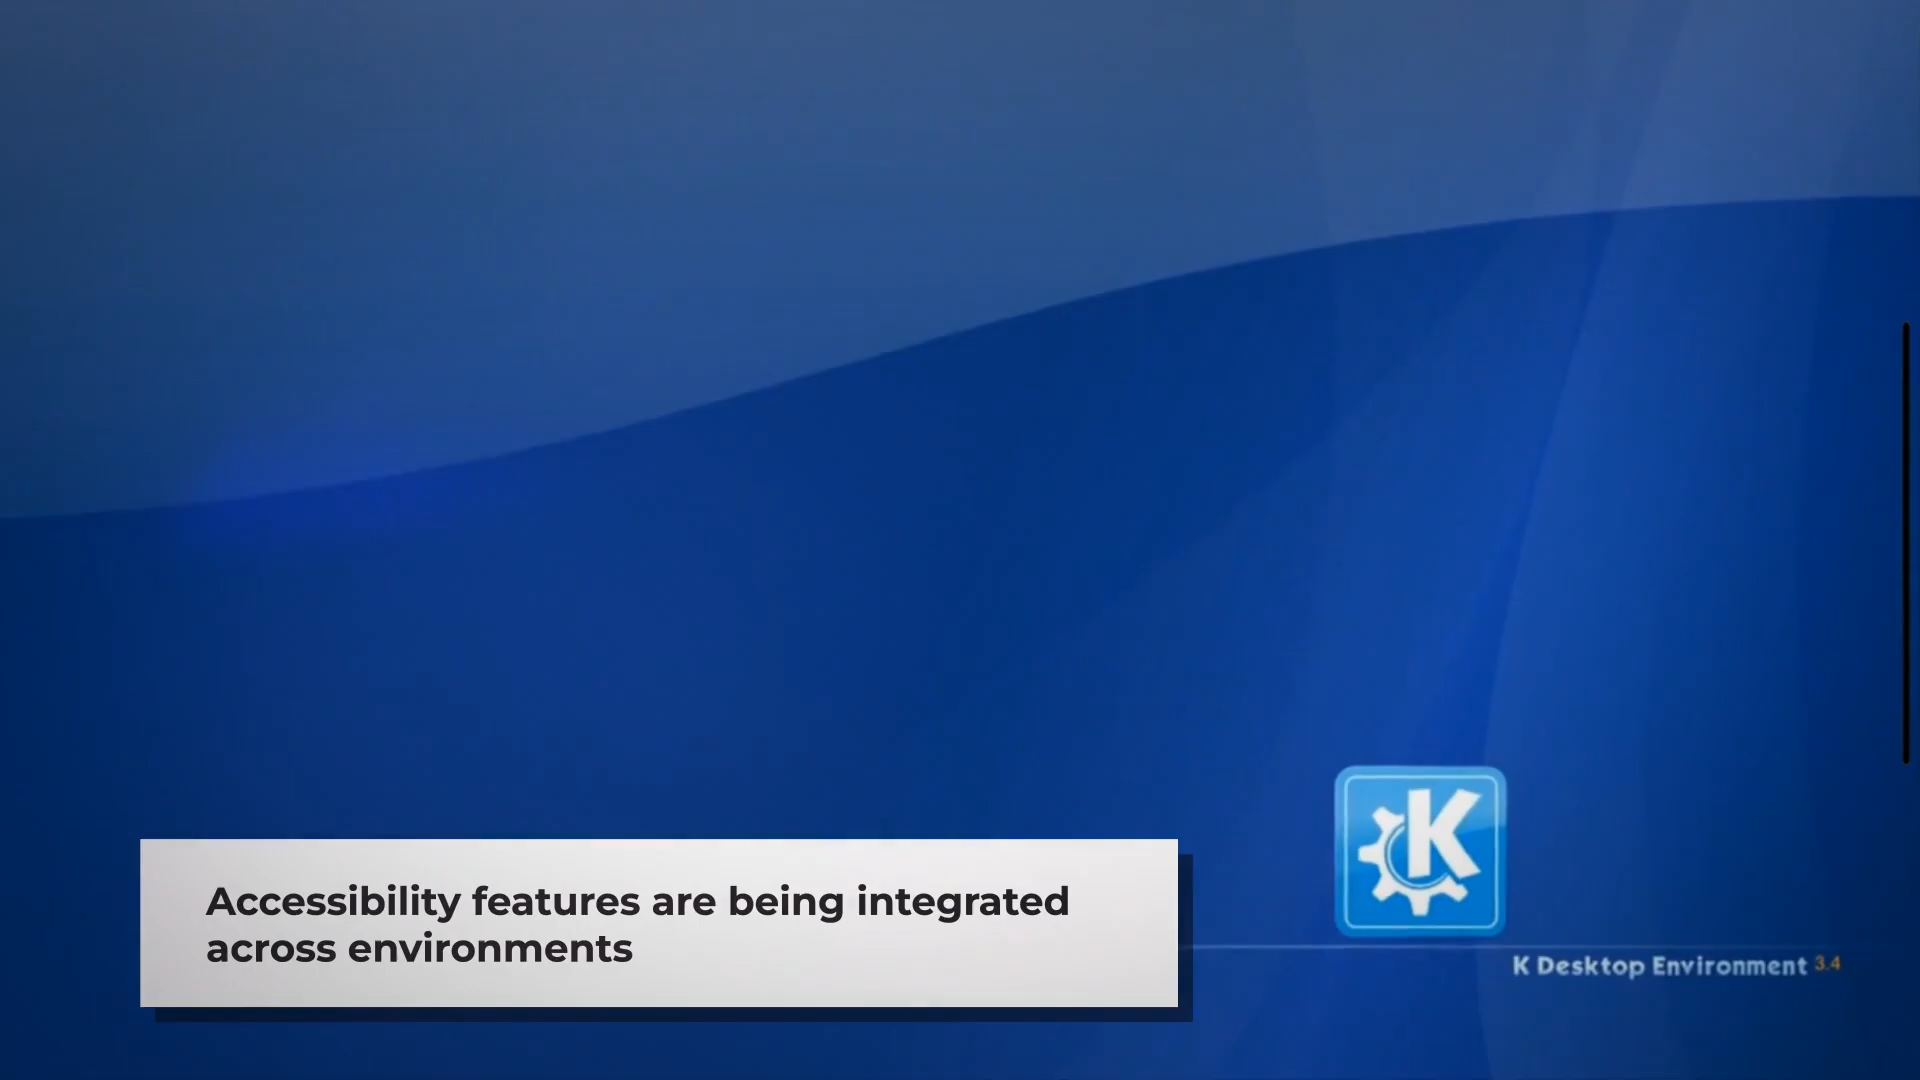 Accessibility features are being integrated
across environments
K
K Desktop Environment 3.4